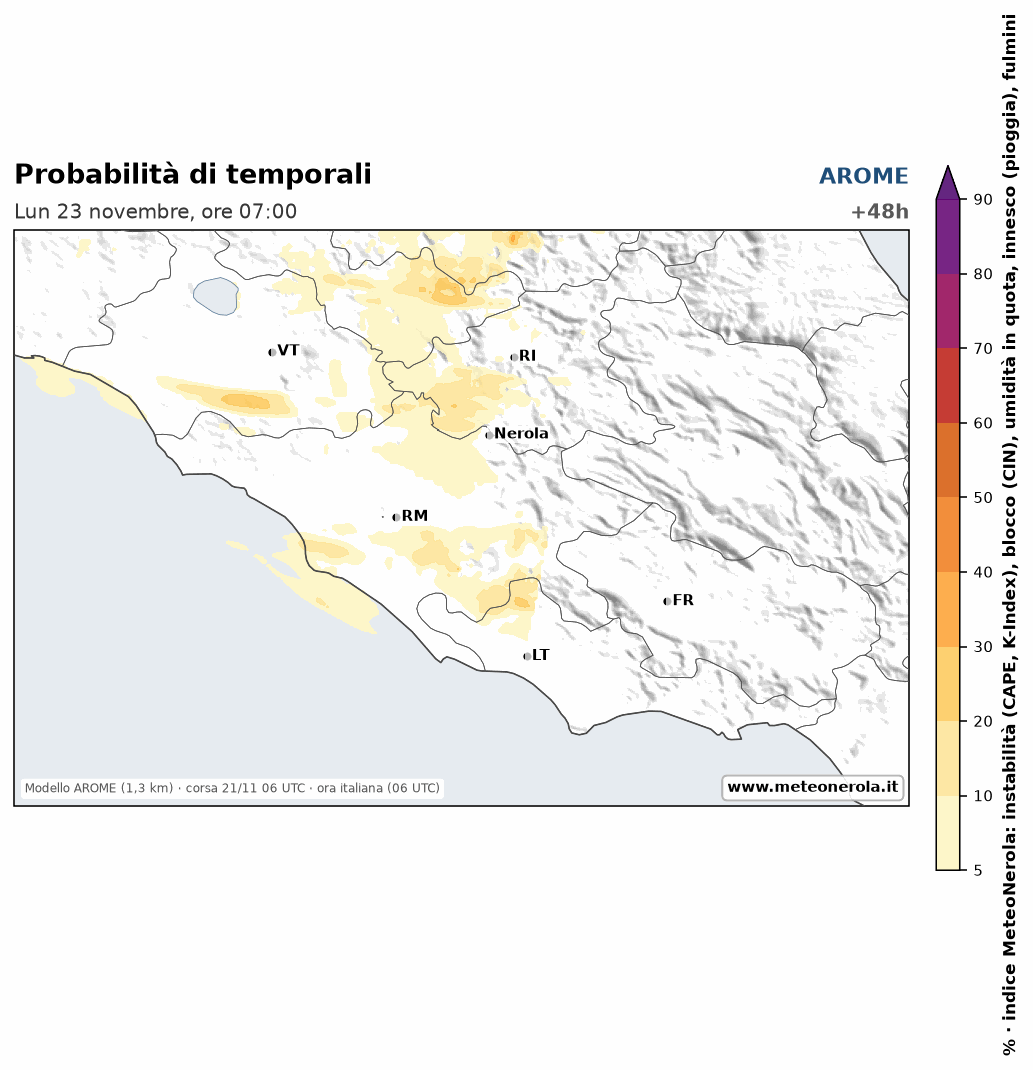 Probabilità di temporali
AROME
Lun 23 novembre, ore 07:00
+48h
VT
RI
Nerola
RM
FR
LT
Modello AROME (1,3 km) · corsa 21/11 06 UTC · ora italiana (06 UTC)
www.meteonerola.it
90
80
70
60
50
40
30
20
10
5
% · indice MeteoNerola: instabilità (CAPE, K-Index), blocco (CIN), umidità in quota, innesco (pioggia), fulmini